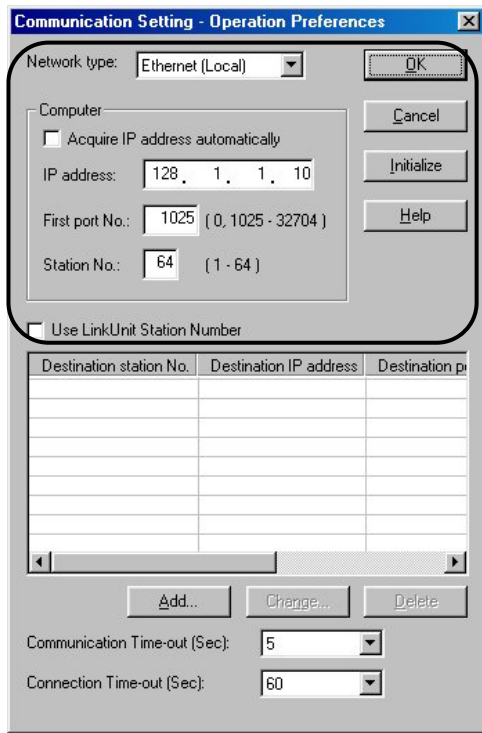 Communication Setting - Operation Preferences
Network type: Ethernet (Local) OK
Computer Cancel
Acquire IP address automatically
IP address: 128. 1. 1. 10 Initialize
First port No.: 1025 ( 0, 1025 - 32704 ) Help
Station No.: 64 ( 1 - 64 )
Use LinkUnit Station Number
Destination station No. Destination IP address Destination p
Add... Change... Delete
Communication Time-out (Sec): 5
Connection Time-out (Sec): 60